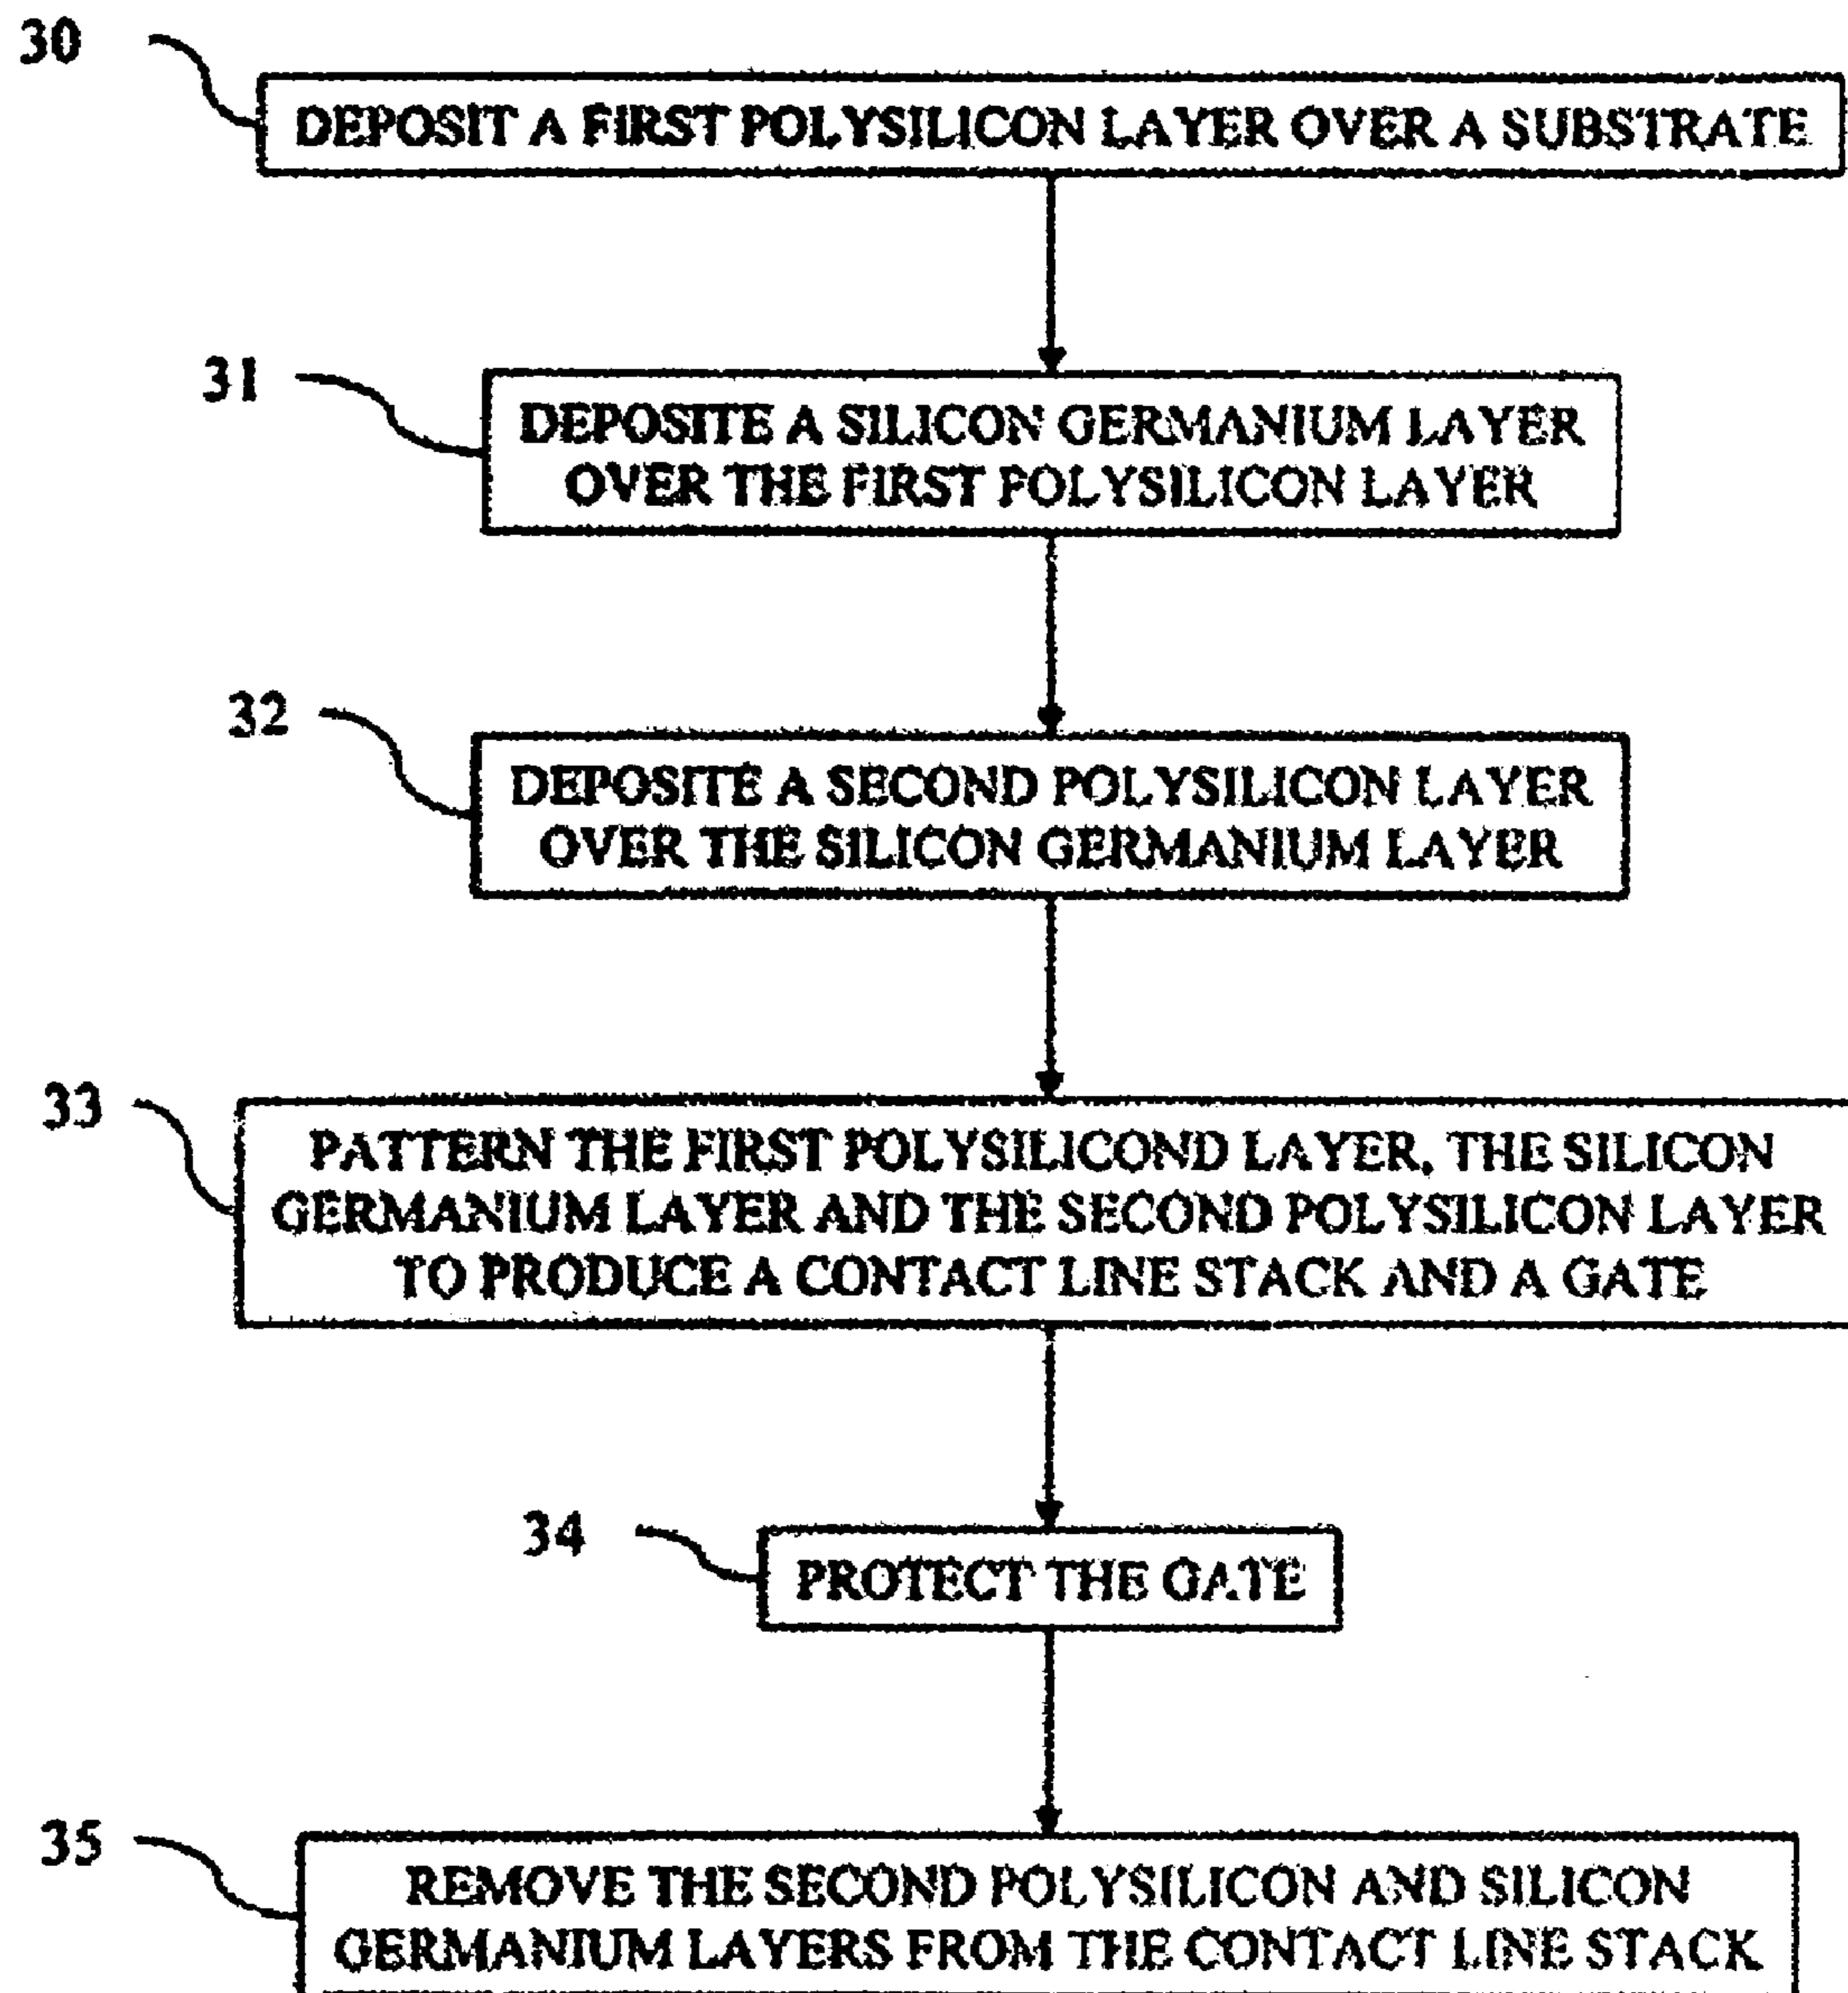 30
DEPOSIT A FIRST POLYSILICON LAYER OVER A SUBSTRATE
31
DEPOSITE A SILICON GERMANIUM LAYER
OVER THE FIRST POLYSILICON LAYER
32
DEPOSITE A SECOND POLYSILICON LAYER
OVER THE SILICON GERMANIUM LAYER
33
PATTERN THE FIRST POLYSILICOND LAYER, THE SILICON
GERMANIUM LAYER AND THE SECOND POLYSILICON LAYER
TO PRODUCE A CONTACT LINE STACK AND A GATE
34
PROTECT THE GATE
35
REMOVE THE SECOND POLYSILICON AND SILICON
GERMANIUM LAYERS FROM THE CONTACT LINE STACK